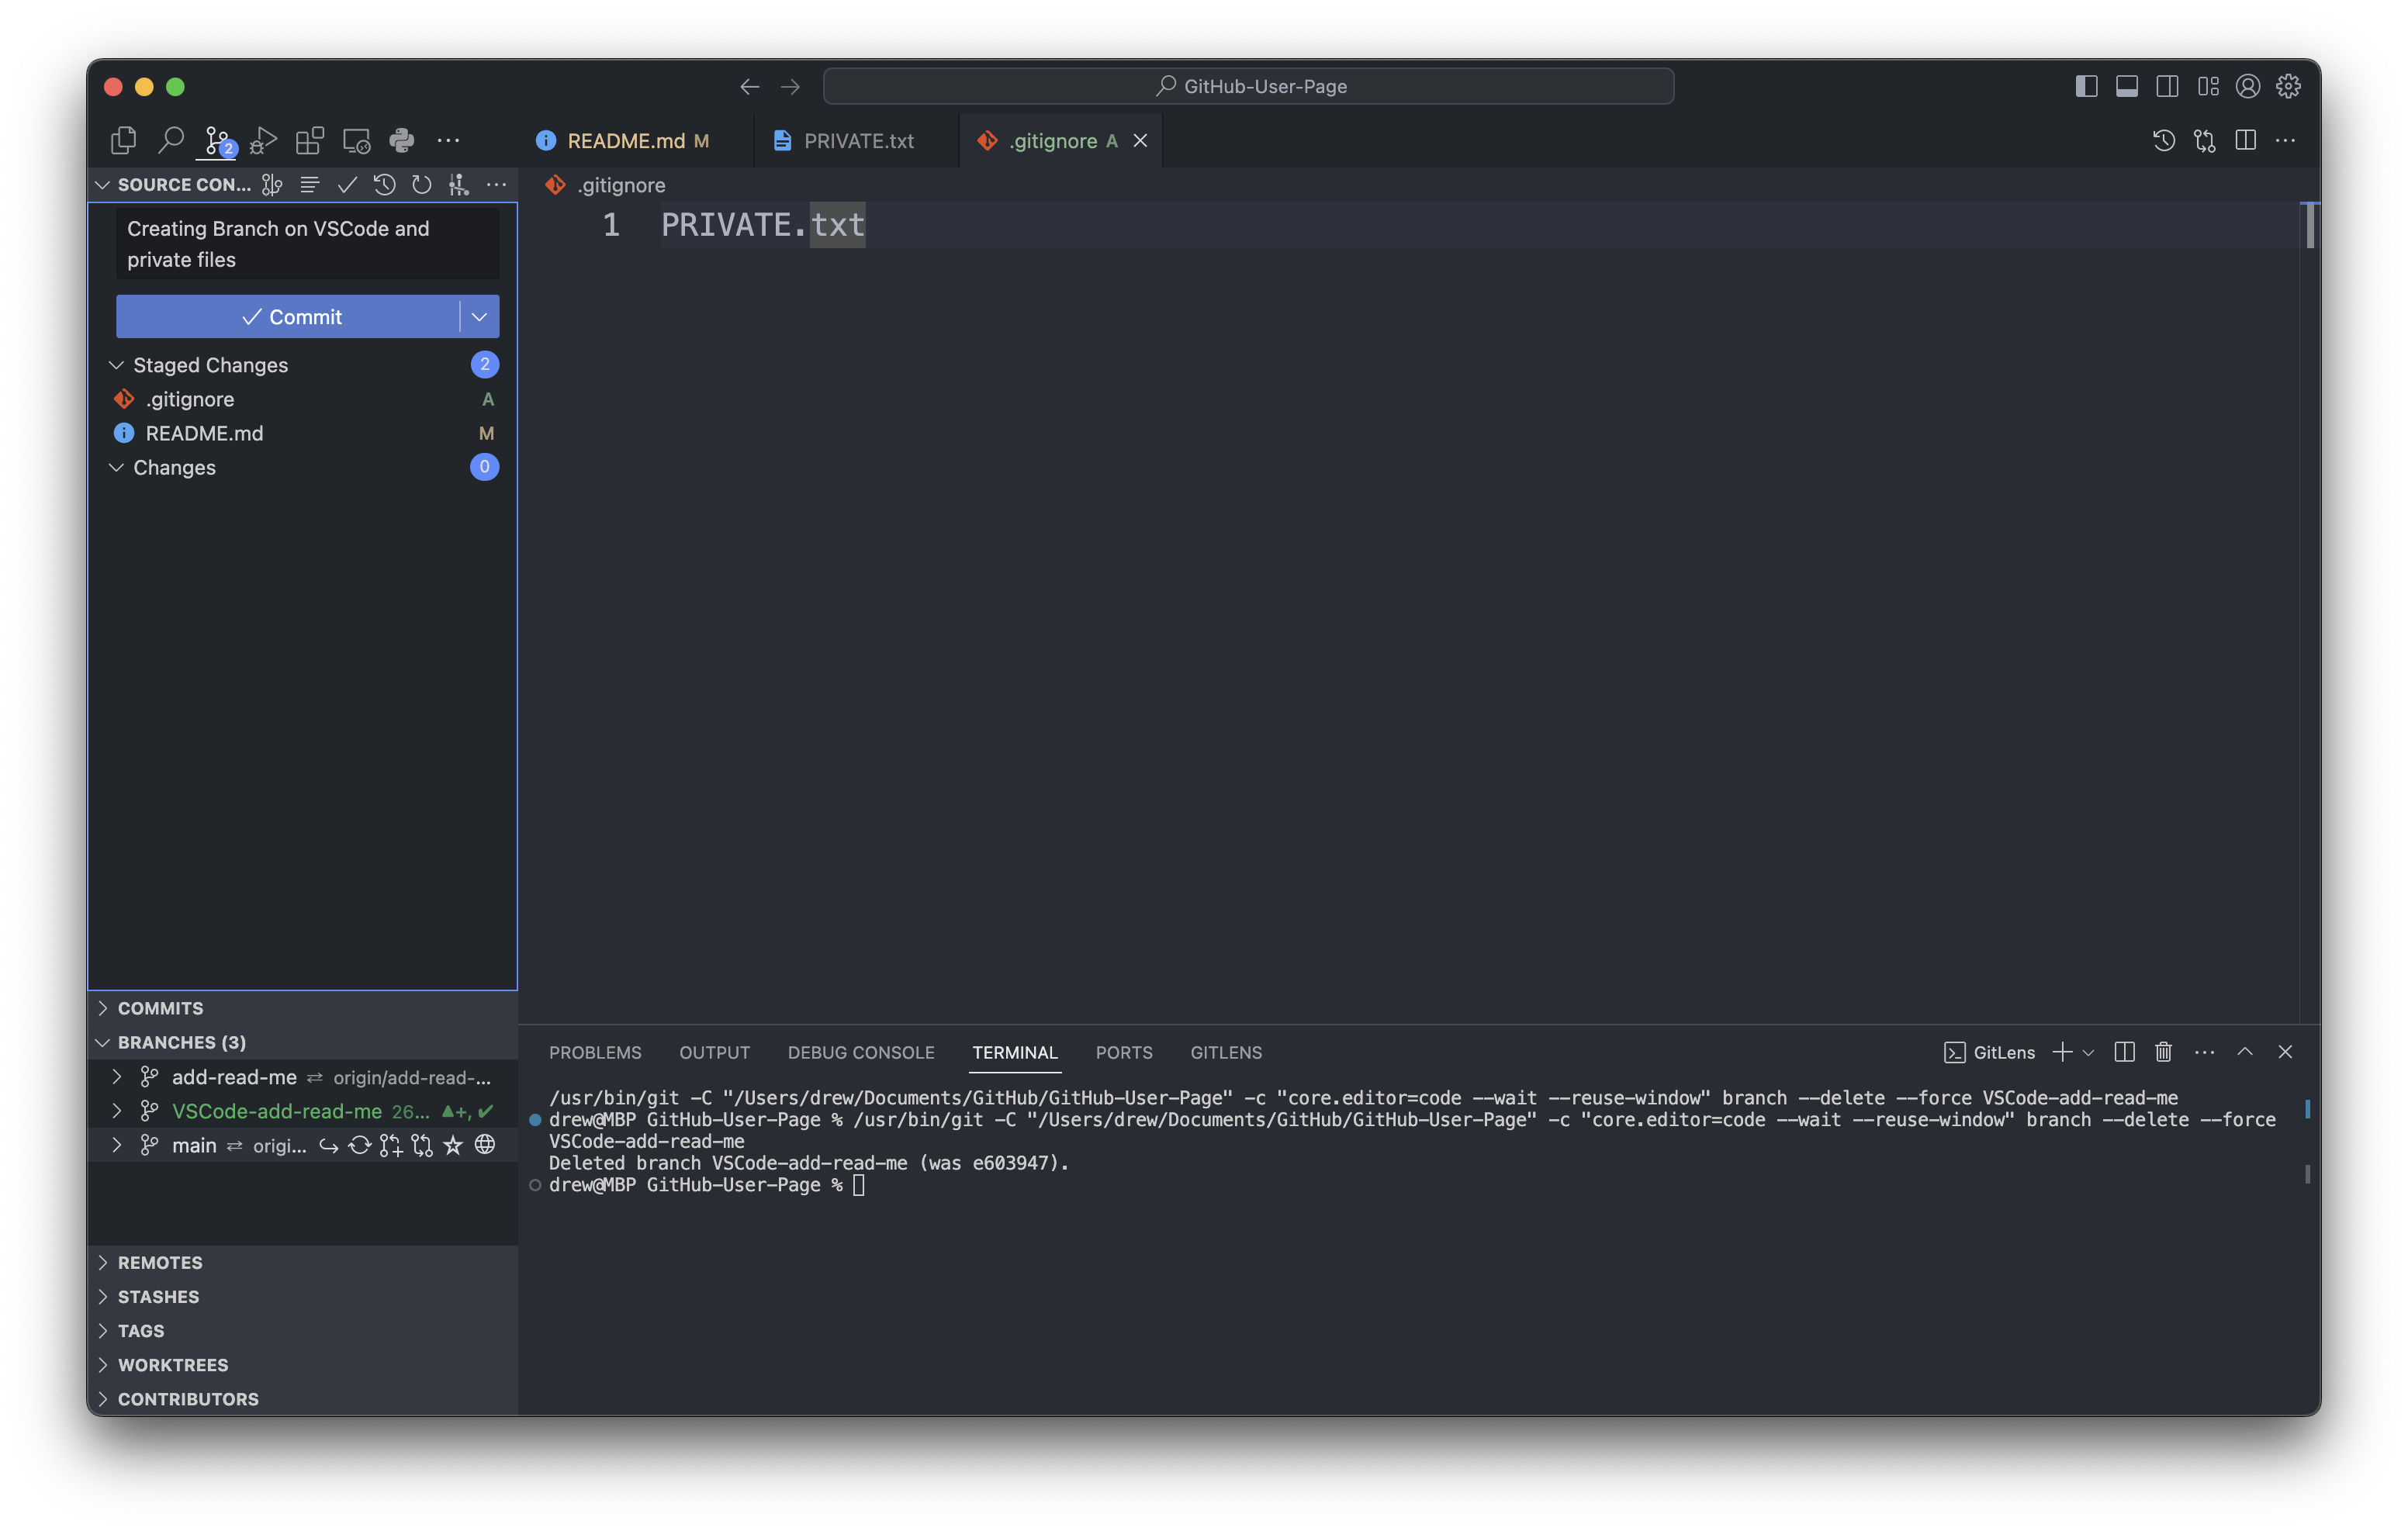 GitHub-User-Page
2
README.md M
PRIVATE.txt
.gitignore A
SOURCE CON...
.gitignore
Creating Branch on VSCode and
private files
Commit
Staged Changes 2
.gitignore A
README.md M
Changes 0
1 PRIVATE.txt
COMMITS
BRANCHES (3)
add-read-me origin/add-read-...
VSCode-add-read-me 26...
main origi...
REMOTES
STASHES
TAGS
WORKTREES
CONTRIBUTORS
PROBLEMS OUTPUT DEBUG CONSOLE TERMINAL PORTS GITLENS
GitLens
/usr/bin/git -C "/Users/drew/Documents/GitHub/GitHub-User-Page" -c "core.editor=code --wait --reuse-window" branch --delete --force VSCode-add-read-me
drew@MBP GitHub-User-Page % /usr/bin/git -C "/Users/drew/Documents/GitHub/GitHub-User-Page" -c "core.editor=code --wait --reuse-window" branch --delete --force
VSCode-add-read-me
Deleted branch VSCode-add-read-me (was e603947).
drew@MBP GitHub-User-Page %